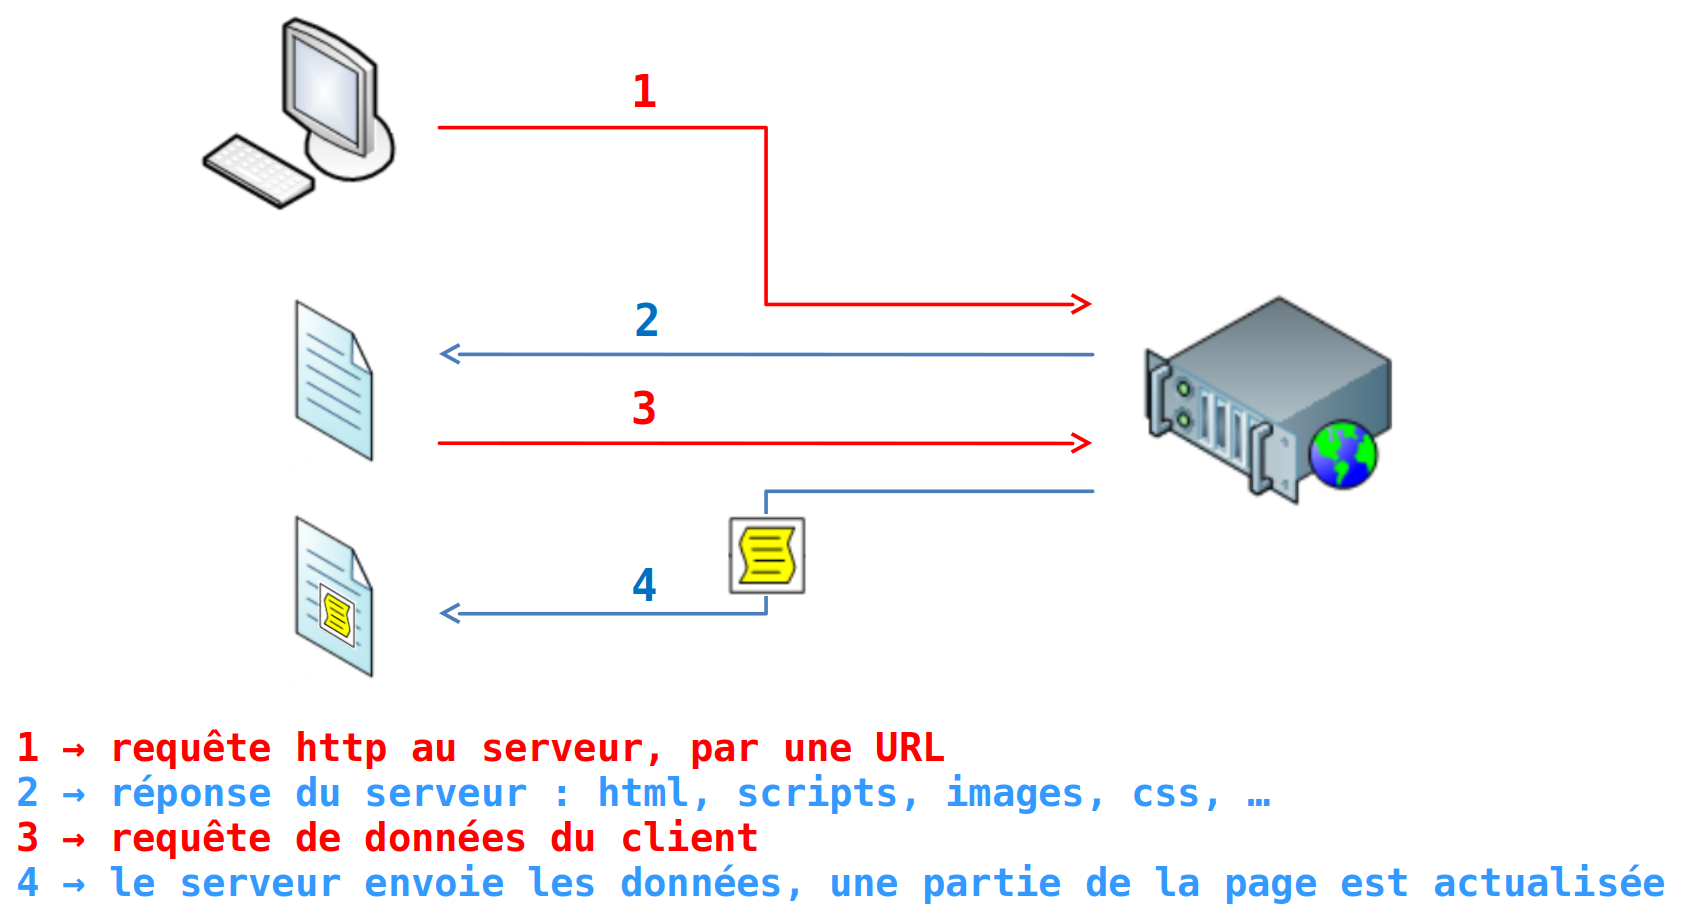 1
2
3
4
1 → requête http au serveur, par une URL
2 → réponse du serveur : html, scripts, images, css, …
3 → requête de données du client
4 → le serveur envoie les données, une partie de la page est actualisée